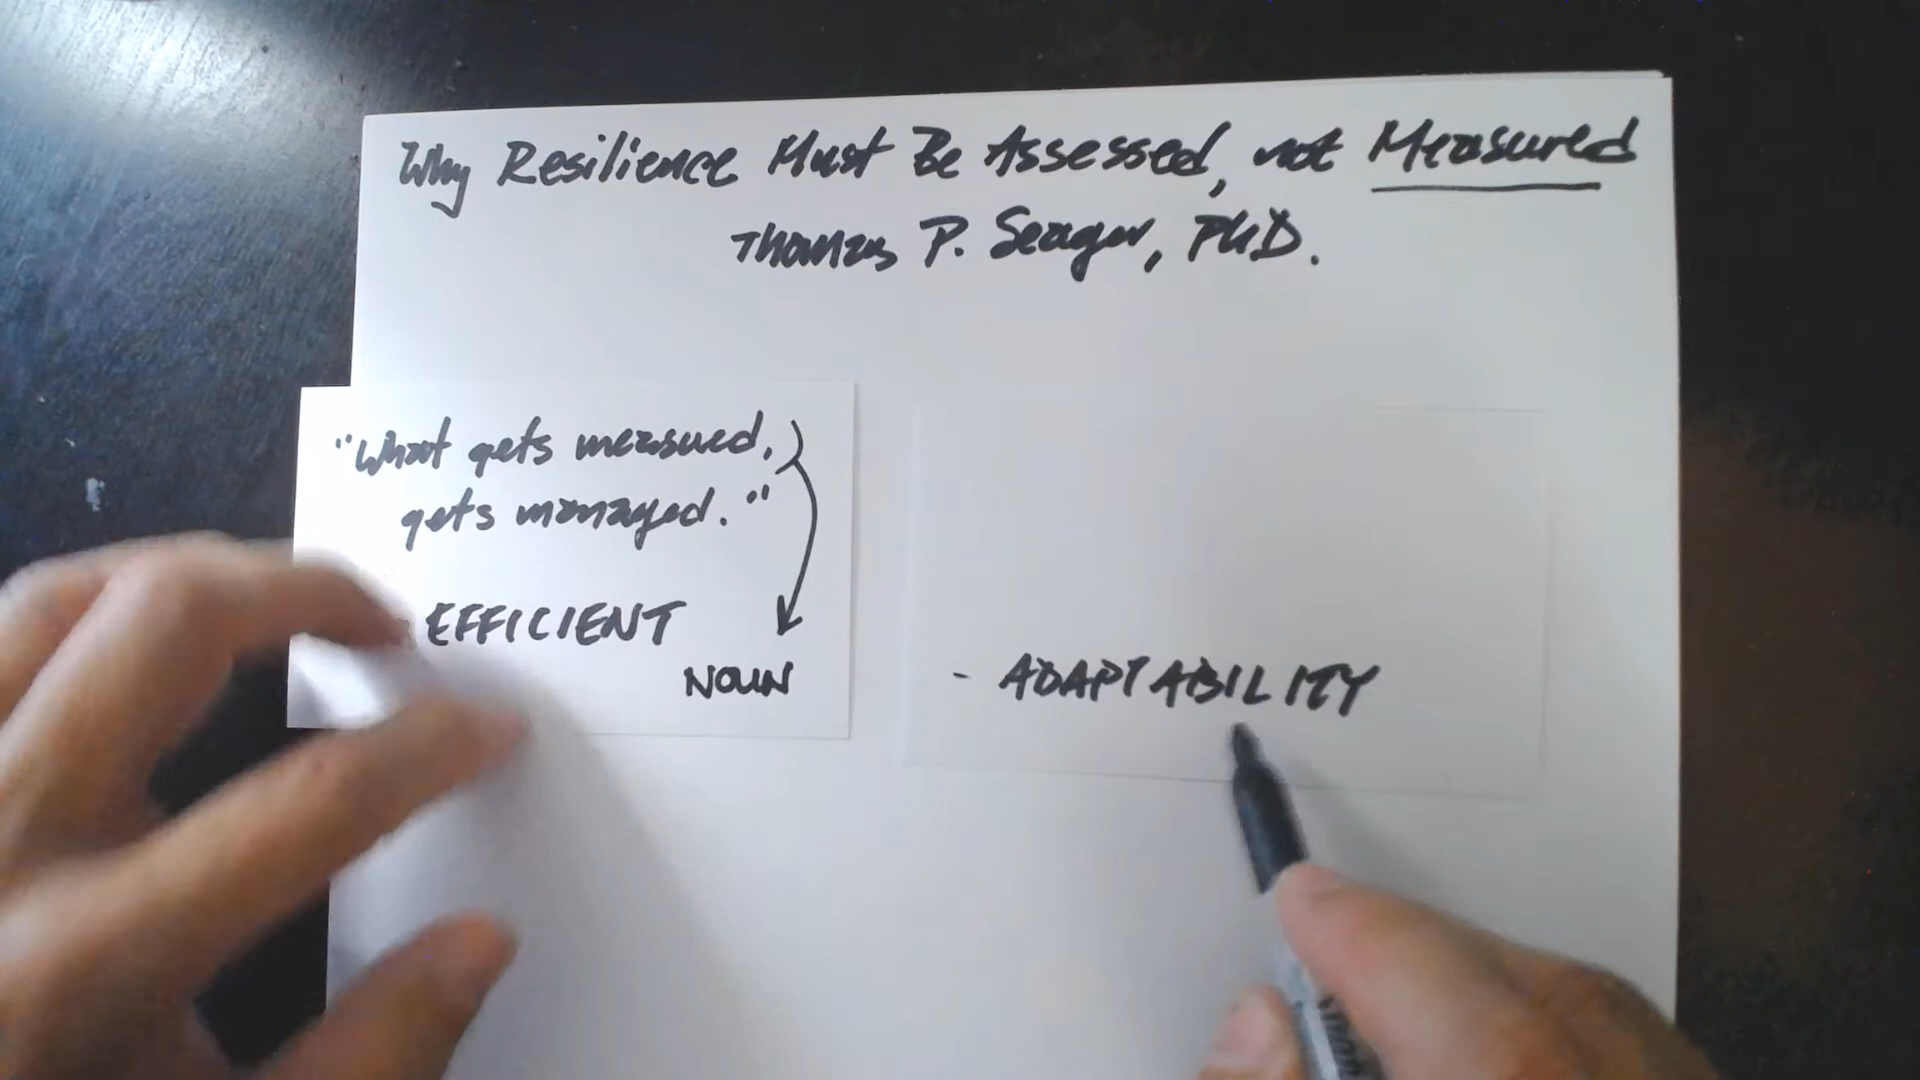 Why Resilience Must Be Assessed, not Measured
Thomas P. Seager, PhD.
"What gets measured,
gets managed."
EFFICIENT
NOUN
- ADAPTABILITY